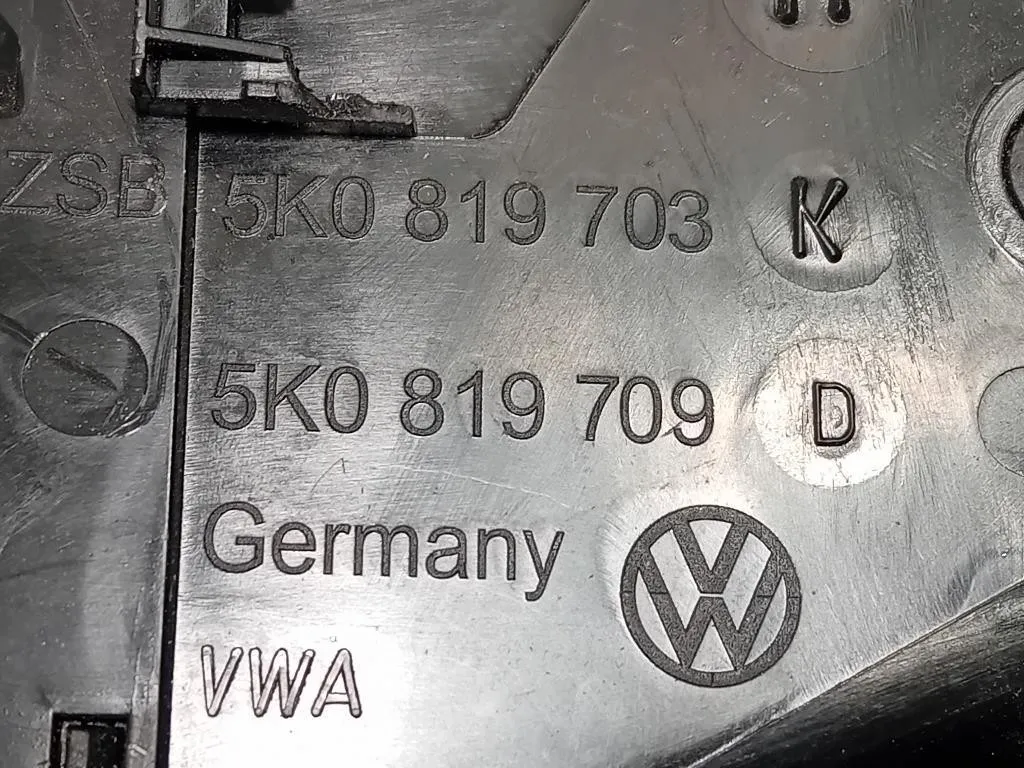 ZSB 5K0 819 703 K
5K0 819 709 D
Germany
VWA